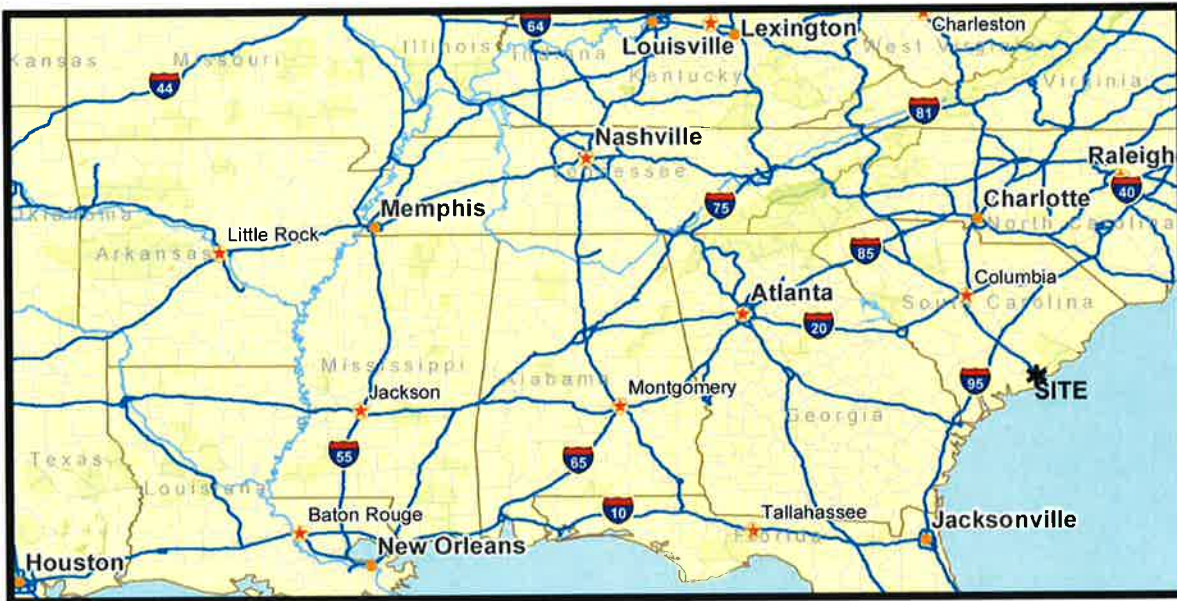 64
Louisville
Lexington
Charleston
Kansas
Missouri
Illinois
Indiana
Kentucky
West Virginia
Virginia
44
81
Nashville
Tennessee
Raleigh
40
75
Charlotte
North Carolina
Oklahoma
Memphis
Little Rock
Arkansas
85
Columbia
South Carolina
Atlanta
20
Mississippi
Alabama
Jackson
Montgomery
Georgia
95
SITE
55
65
Texas
Louisiana
Baton Rouge
10
Tallahassee
Florida
Jacksonville
New Orleans
Houston